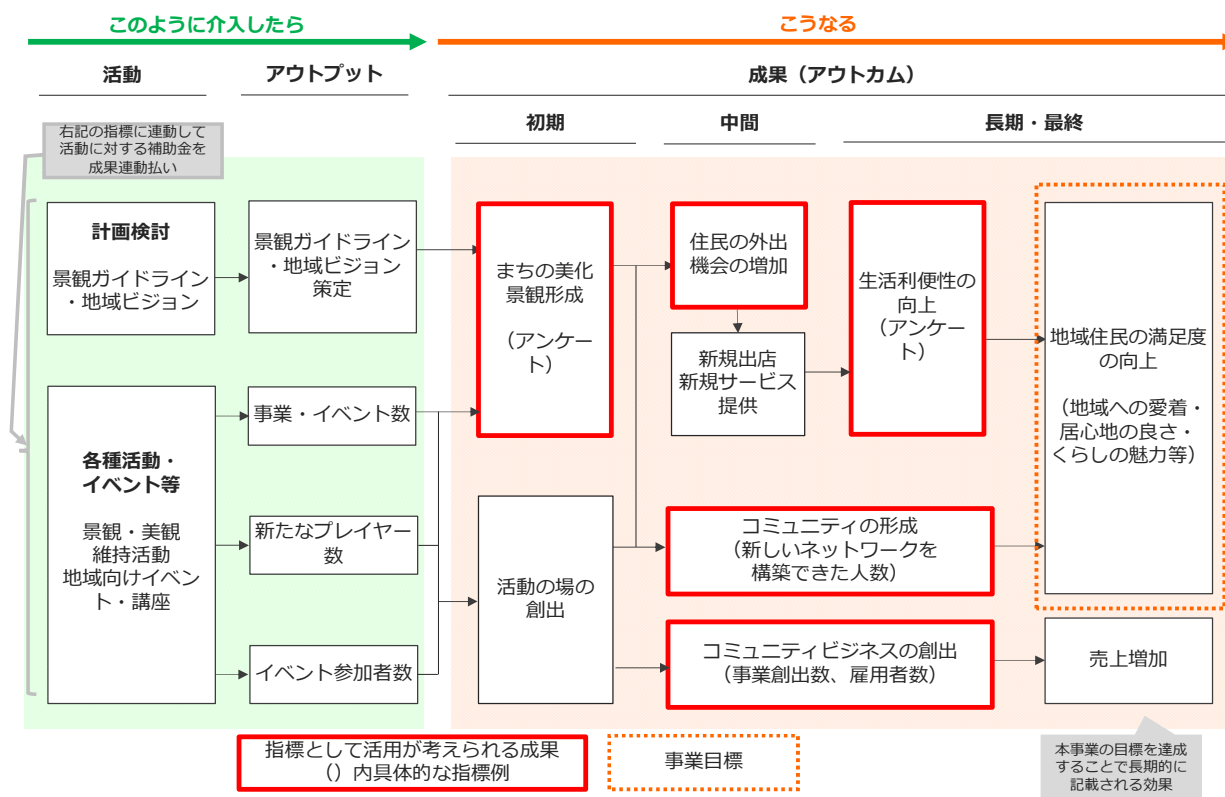 このように介入したら
こうなる
活動
アウトプット
成果（アウトカム）
初期
中間
長期・最終
右記の指標に連動して
活動に対する補助金を
成果連動払い
計画検討
景観ガイドライン
・地域ビジョン
景観ガイドライン
・地域ビジョン
策定
まちの美化
景観形成
（アンケー
ト）
住民の外出
機会の増加
新規出店
新規サービス
提供
生活利便性の
向上
（アンケー
ト）
地域住民の満足度
の向上
（地域への愛着・
居心地の良さ・
くらしの魅力等）
各種活動・
イベント等
景観・美観
維持活動
地域向けイベン
ト・講座
事業・イベント数
新たなプレイヤー
数
イベント参加者数
活動の場の
創出
コミュニティの形成
（新しいネットワークを
構築できた人数）
コミュニティビジネスの創出
（事業創出数、雇用者数）
売上増加
指標として活用が考えられる成果
（）内具体的な指標例
事業目標
本事業の目標を達成
することで長期的に
記載される効果